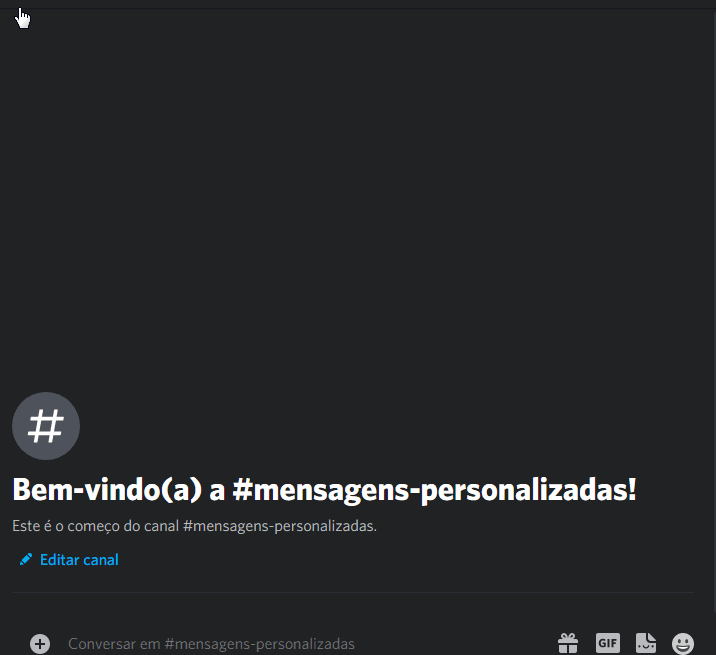 Bem-vindo(a) a #mensagens-personalizadas!
Este é o começo do canal #mensagens-personalizadas.
Editar canal
Conversar em #mensagens-personalizadas GIF